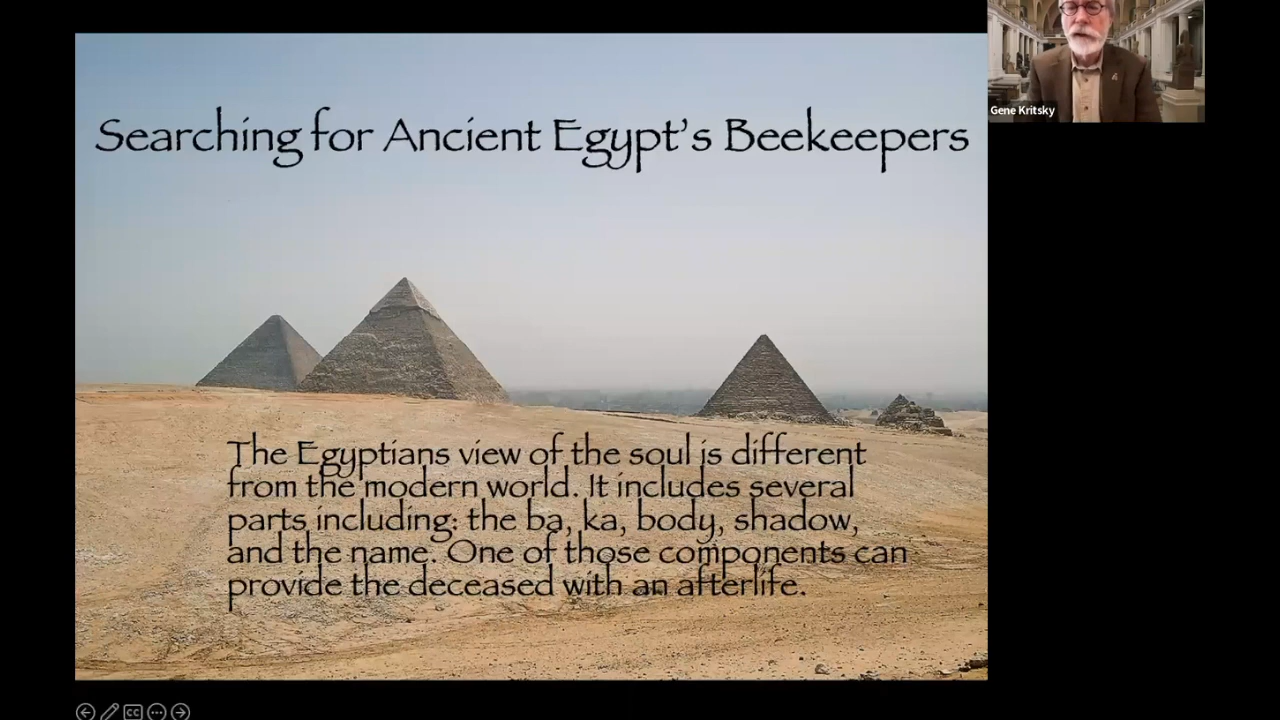 Searching for Ancient Egypt's Beekeepers
Gene Kritsky
The Egyptians view of the soul is different
from the modern world. It includes several
parts including: the ba, ka, body, shadow,
and the name. One of those components can
provide the deceased with an afterlife.
CC